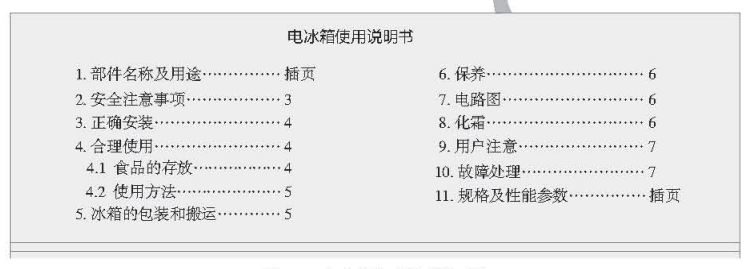 电冰箱使用说明书
1. 部件名称及用途…………… 插页
2. 安全注意事项……………… 3
3. 正确安装…………………… 4
4. 合理使用…………………… 4
4.1 食品的存放……………… 4
4.2 使用方法………………… 5
5. 冰箱的包装和搬运………… 5
6. 保养………………………… 6
7. 电路图……………………… 6
8. 化霜………………………… 6
9. 用户注意…………………… 7
10. 故障处理………………… 7
11. 规格及性能参数…………… 插页